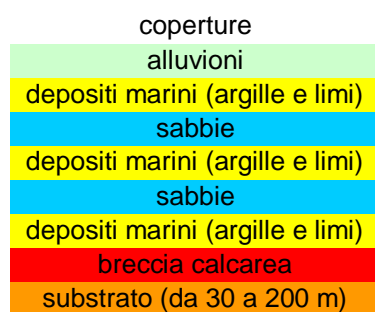 coperture
alluvioni
depositi marini (argille e limi)
sabbie
depositi marini (argille e limi)
sabbie
depositi marini (argille e limi)
breccia calcarea
substrato (da 30 a 200 m)